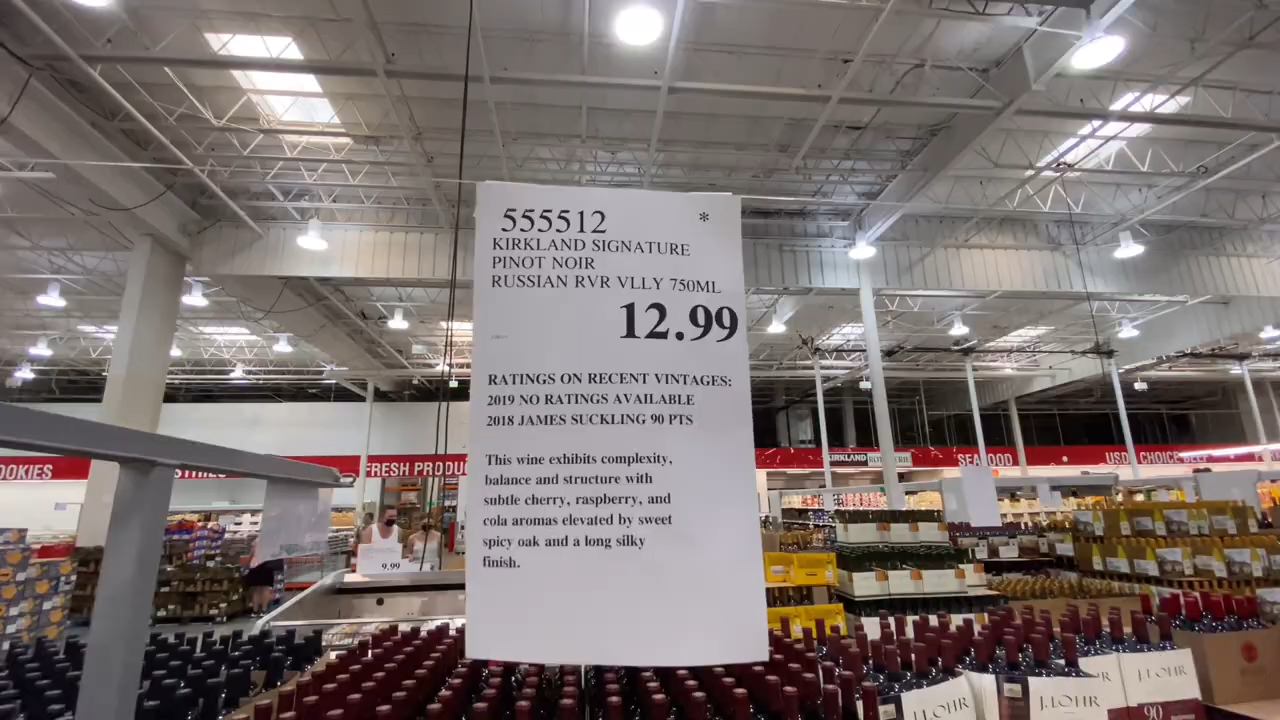 555512 *
KIRKLAND SIGNATURE
PINOT NOIR
RUSSIAN RVR VLLY 750ML
12.99
RATINGS ON RECENT VINTAGES:
2019 NO RATINGS AVAILABLE
2018 JAMES SUCKLING 90 PTS
This wine exhibits complexity,
balance and structure with
subtle cherry, raspberry, and
cola aromas elevated by sweet
spicy oak and a long silky
finish.
OOKIES
FRESH PRODU
KIRKLAND
SEAFOOD
USDA CHOICE BEEF
9.99
J. LOHR
J. LOHR
J. LOHR
90